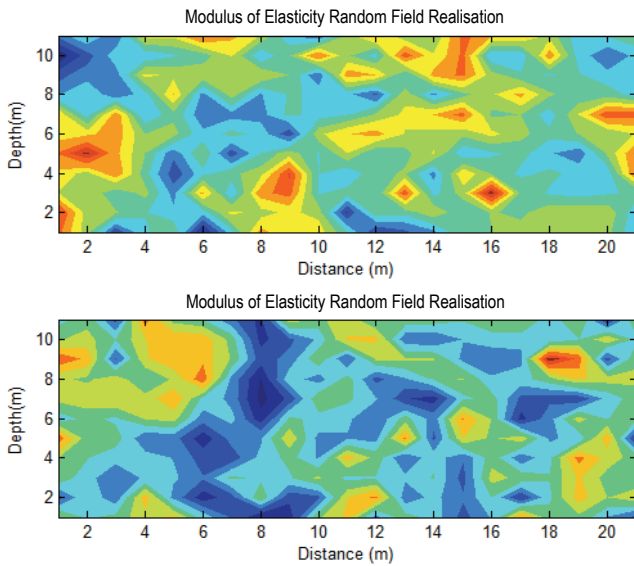 Modulus of Elasticity Random Field Realisation
10
8
6
4
2
Depth(m)
2 4 6 8 10 12 14 16 18 20
Distance (m)
Modulus of Elasticity Random Field Realisation
10
8
6
4
2
Depth(m)
2 4 6 8 10 12 14 16 18 20
Distance (m)